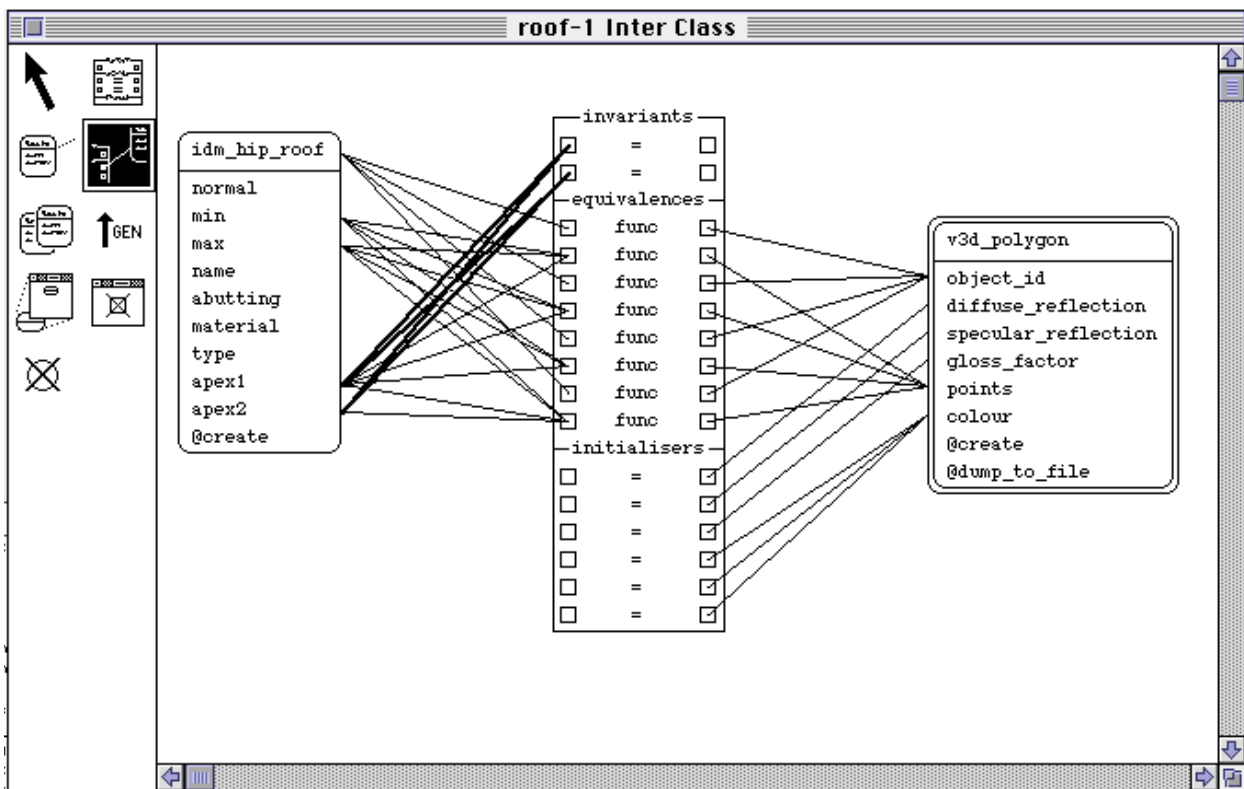 roof-1 Inter Class
GEN
idm_hip_roof
normal
min
max
name
abutting
material
type
apex1
apex2
@create
invariants
=
=
equivalences
func
func
func
func
func
func
func
func
initialisers
=
=
=
=
=
=
v3d_polygon
object_id
diffuse_reflection
specular_reflection
gloss_factor
points
colour
@create
@dump_to_file